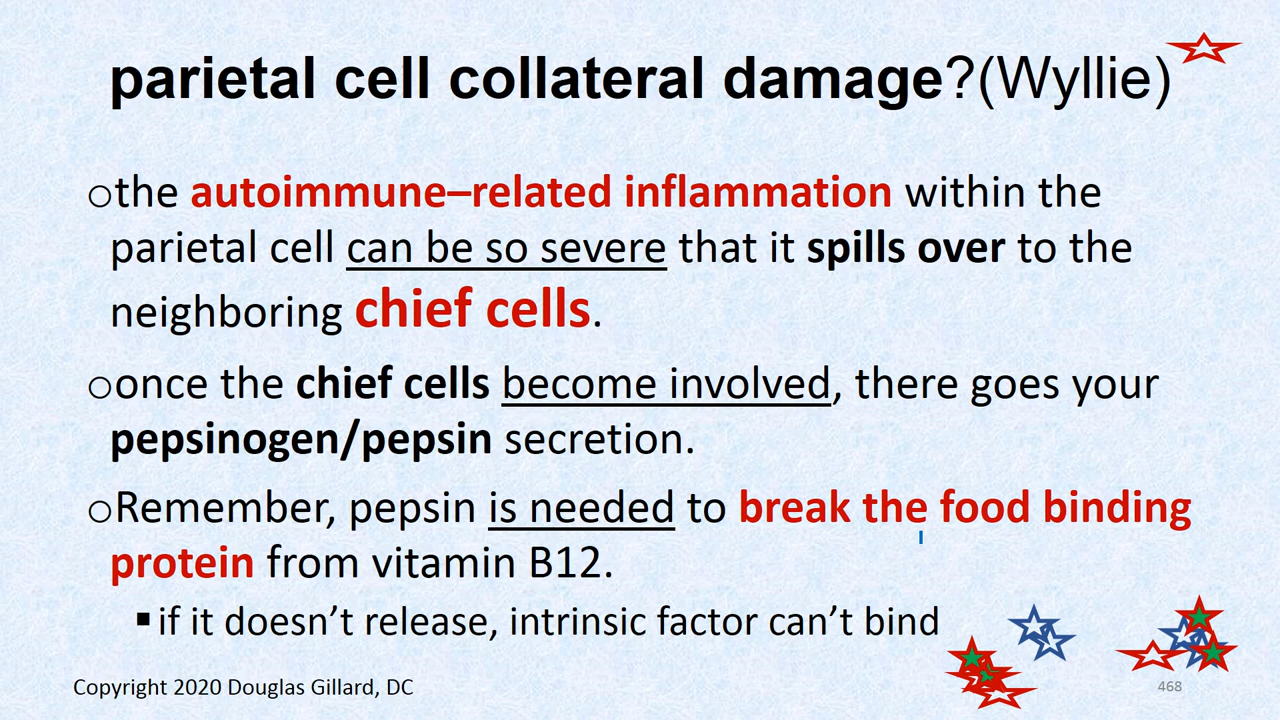 parietal cell collateral damage?(Wyllie)
○the autoimmune–related inflammation within the
parietal cell can be so severe that it spills over to the
neighboring chief cells.
○once the chief cells become involved, there goes your
pepsinogen/pepsin secretion.
○Remember, pepsin is needed to break the food binding
protein from vitamin B12.
▪if it doesn’t release, intrinsic factor can’t bind
Copyright 2020 Douglas Gillard, DC
468